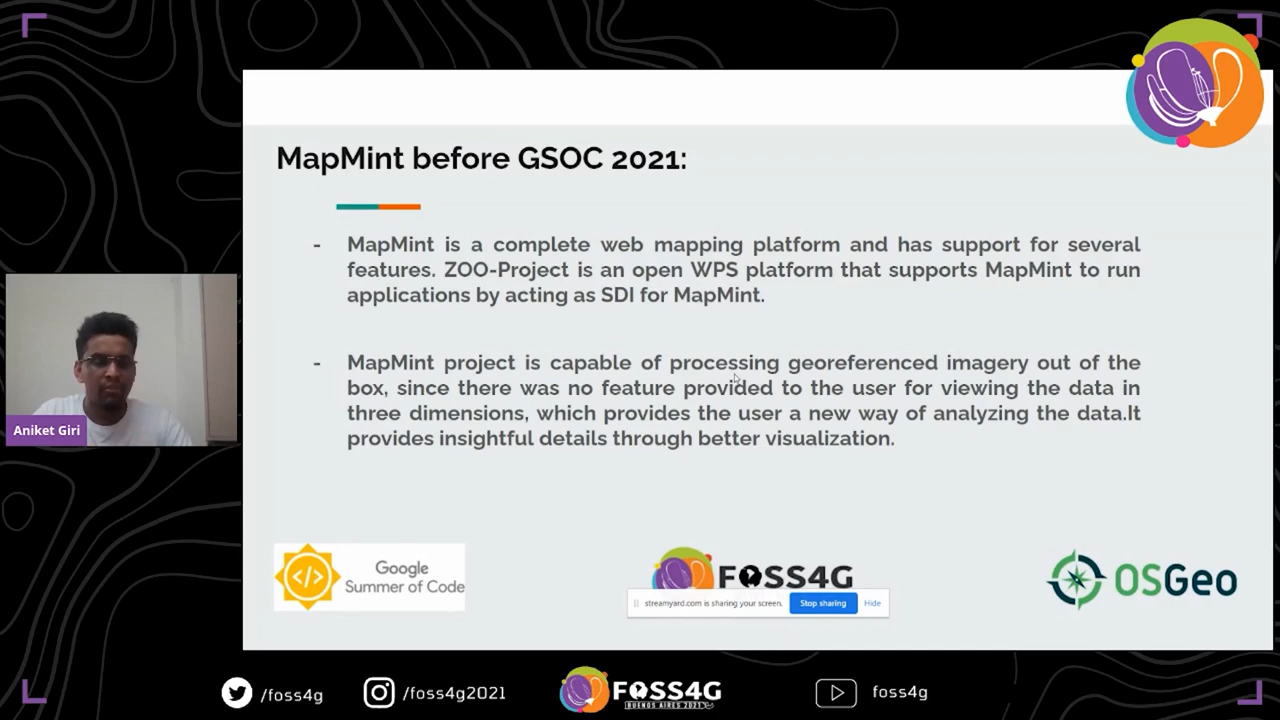 MapMint before GSOC 2021:
- MapMint is a complete web mapping platform and has support for several
features. ZOO-Project is an open WPS platform that supports MapMint to run
applications by acting as SDI for MapMint.
- MapMint project is capable of processing georeferenced imagery out of the
box, since there was no feature provided to the user for viewing the data in
three dimensions, which provides the user a new way of analyzing the data.It
provides insightful details through better visualization.
Aniket Giri
Google
Summer of Code
FOSS4G
OSGeo
streamyard.com is sharing your screen.
Stop sharing
Hide
/foss4g
/foss4g2021
FOSS4G
BUENOS AIRES 2021
foss4g